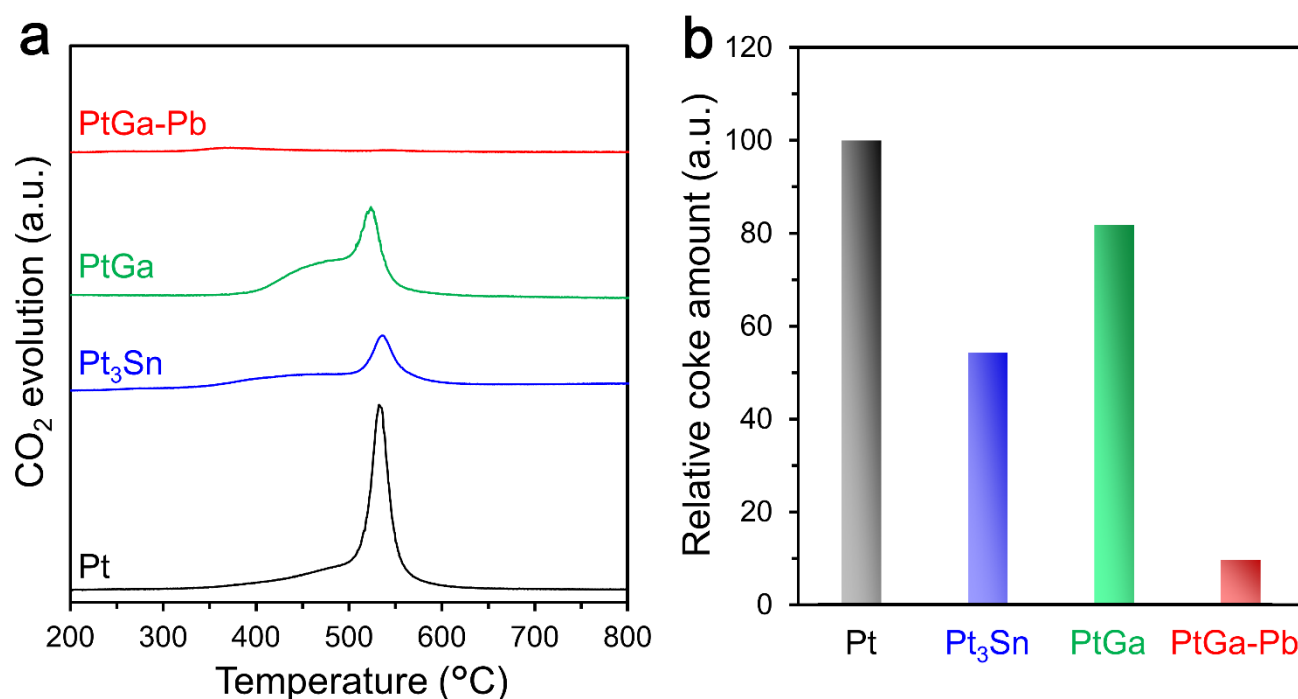 a
CO₂ evolution (a.u.)
PtGa-Pb
PtGa
Pt₃Sn
Pt
200 300 400 500 600 700 800
Temperature (°C)
b
Relative coke amount (a.u.)
120
100
80
60
40
20
0
Pt Pt₃Sn PtGa PtGa-Pb